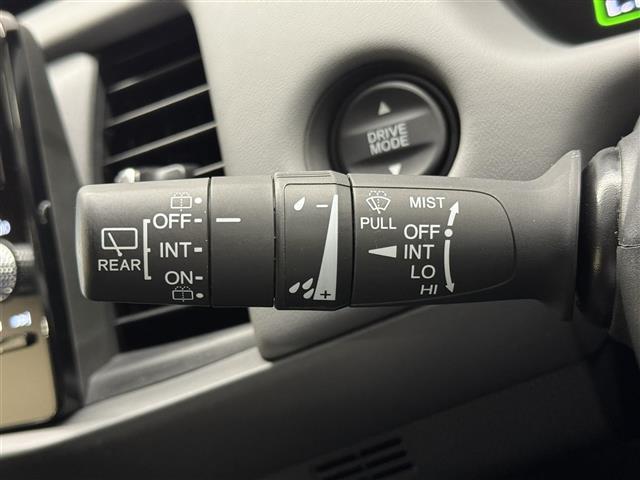 DRIVE
MODE
OFF
INT
ON
REAR
−
+
PULL
MIST
OFF
INT
LO
HI